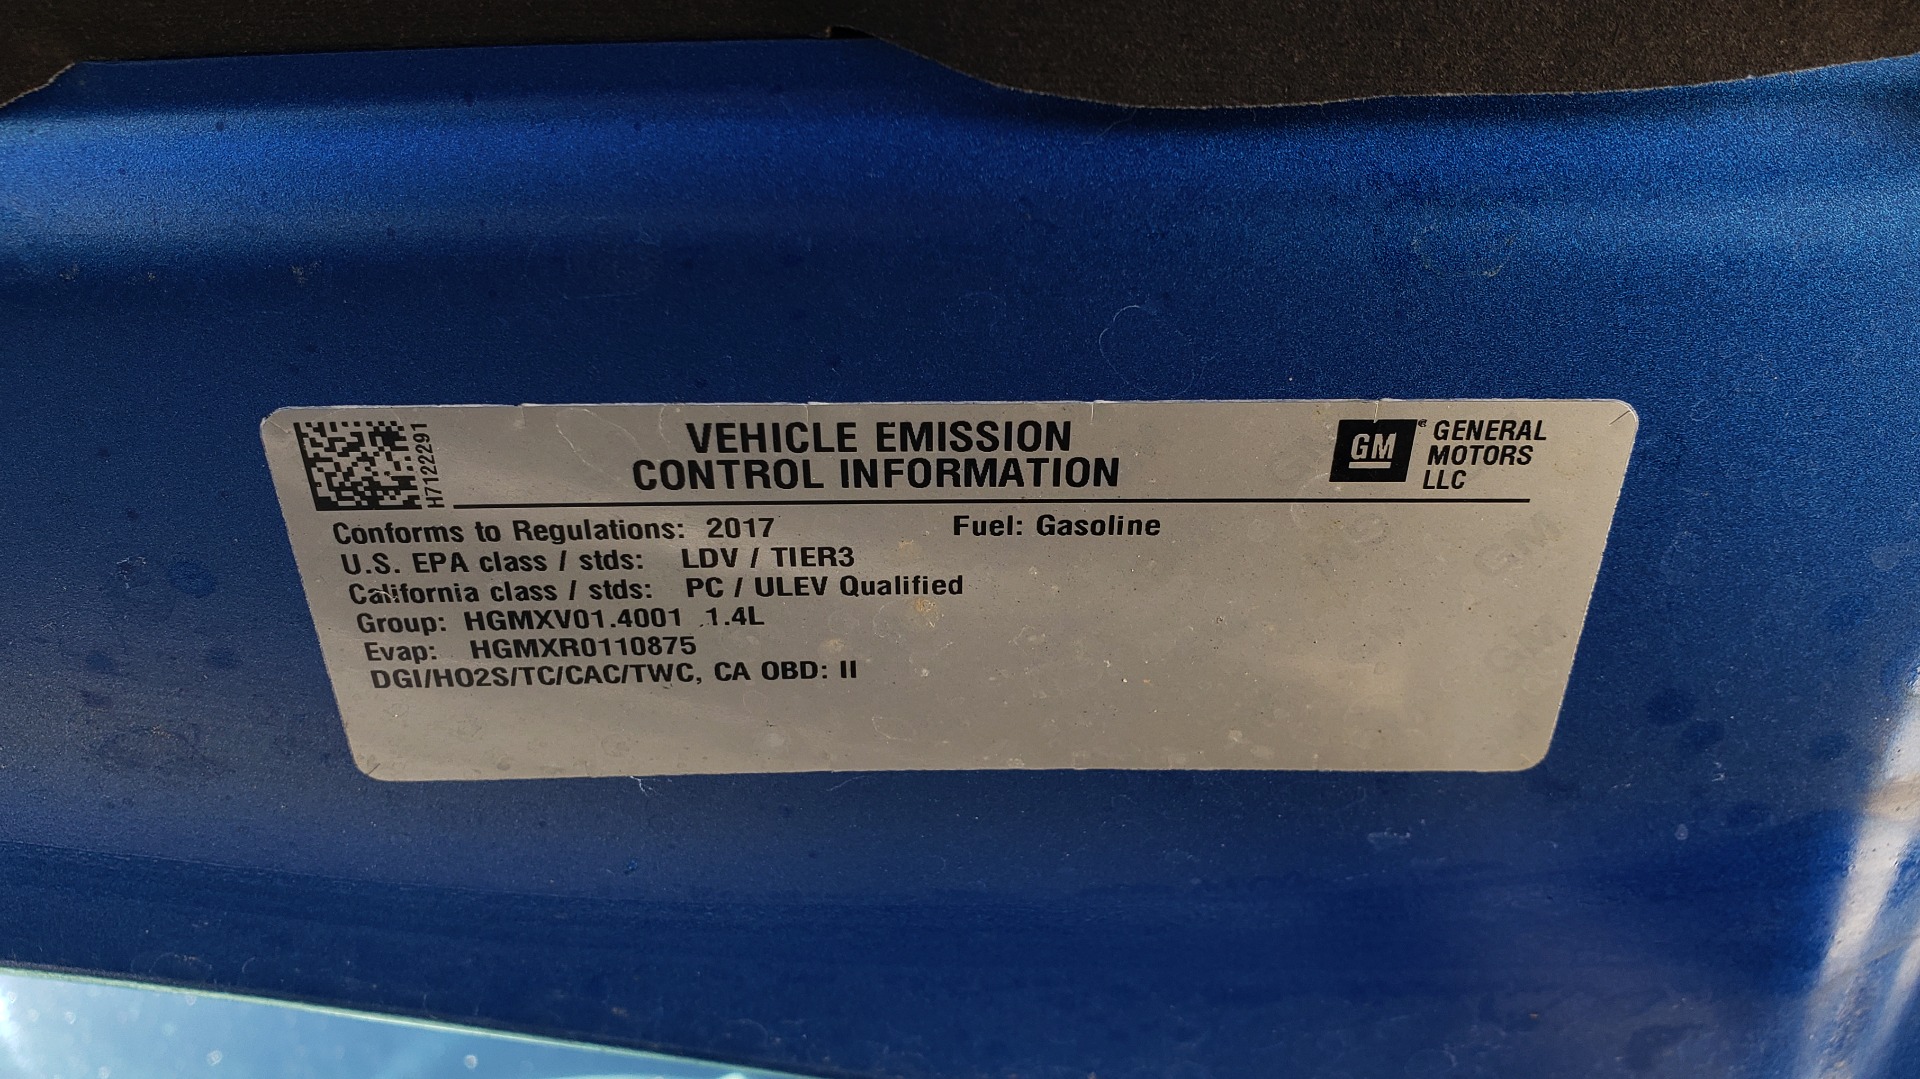 H7122291
VEHICLE EMISSION
CONTROL INFORMATION
GM
GENERAL
MOTORS
LLC
Conforms to Regulations: 2017 Fuel: Gasoline
U.S. EPA class / stds: LDV / TIER3
California class / stds: PC / ULEV Qualified
Group: HGMXV01.4001 1.4L
Evap: HGMXR0110875
DGI/HO2S/TC/CAC/TWC, CA OBD: II